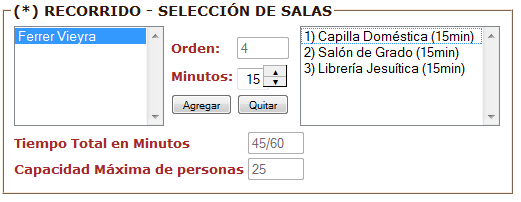 (*) RECORRIDO - SELECCIÓN DE SALAS
Ferrer Vieyra
Orden: 4
Minutos: 15
Agregar Quitar
1) Capilla Doméstica (15min)
2) Salón de Grado (15min)
3) Librería Jesuítica (15min)
Tiempo Total en Minutos 45/60
Capacidad Máxima de personas 25